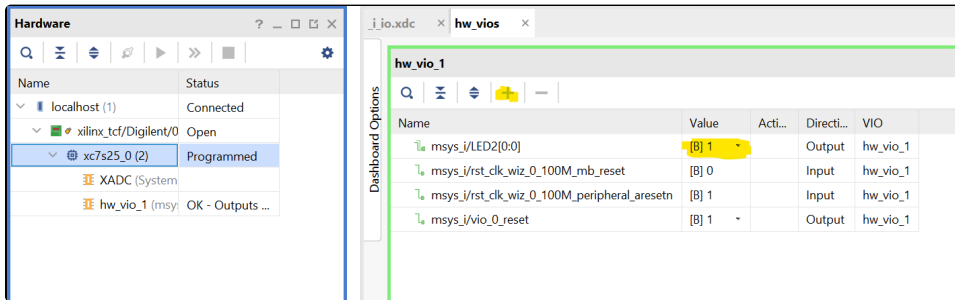 Hardware
Name Status
localhost (1) Connected
xilinx_tcf/Digilent/0 Open
xc7s25_0 (2) Programmed
XADC (System
hw_vio_1 (msy: OK - Outputs ...
_i_io.xdc hw_vios
Dashboard Options
hw_vio_1
Name Value Acti... Directi... VIO
msys_i/LED2[0:0] [B] 1 Output hw_vio_1
msys_i/rst_clk_wiz_0_100M_mb_reset [B] 0 Input hw_vio_1
msys_i/rst_clk_wiz_0_100M_peripheral_aresetn [B] 1 Input hw_vio_1
msys_i/vio_0_reset [B] 1 Output hw_vio_1